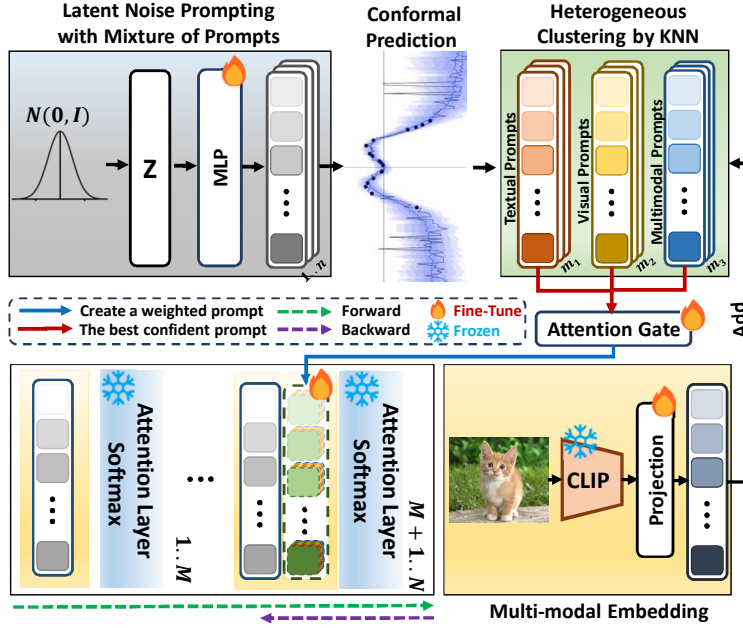 Latent Noise Prompting
with Mixture of Prompts
Conformal
Prediction
Heterogeneous
Clustering by KNN
N(0, I)
Z
MLP
1..n
Textual Prompts
Visual Prompts
Multimodal Prompts
m₁
m₂
m₃
Create a weighted prompt
The best confident prompt
Forward
Backward
Fine-Tune
Frozen
Attention Gate
Add
Attention Layer
Softmax
1..M
Attention Layer
Softmax
M + 1..N
CLIP
Projection
Multi-modal Embedding